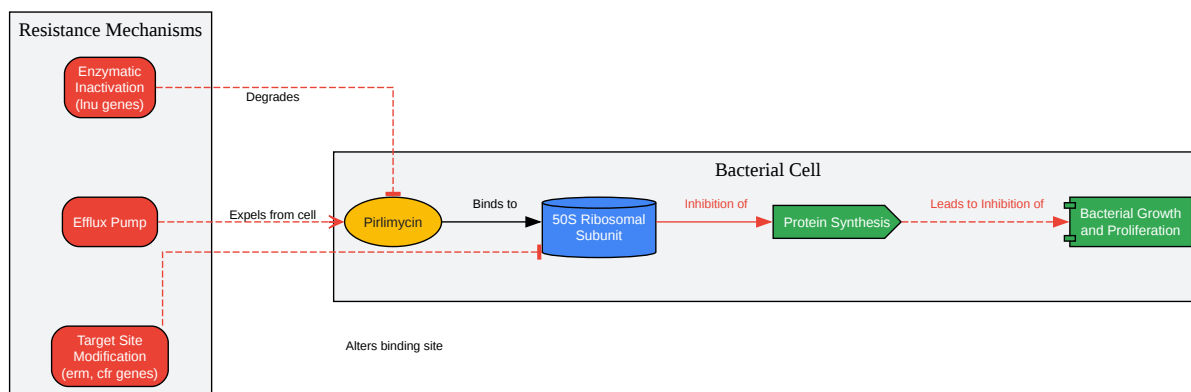 Resistance Mechanisms
Enzymatic
Inactivation
(lnu genes)
Degrades
Bacterial Cell
Efflux Pump
Expels from cell
Pirlimycin
Binds to
50S Ribosomal
Subunit
Inhibition of
Protein Synthesis
Leads to Inhibition of
Bacterial Growth
and Proliferation
Target Site
Modification
(erm, cfr genes)
Alters binding site